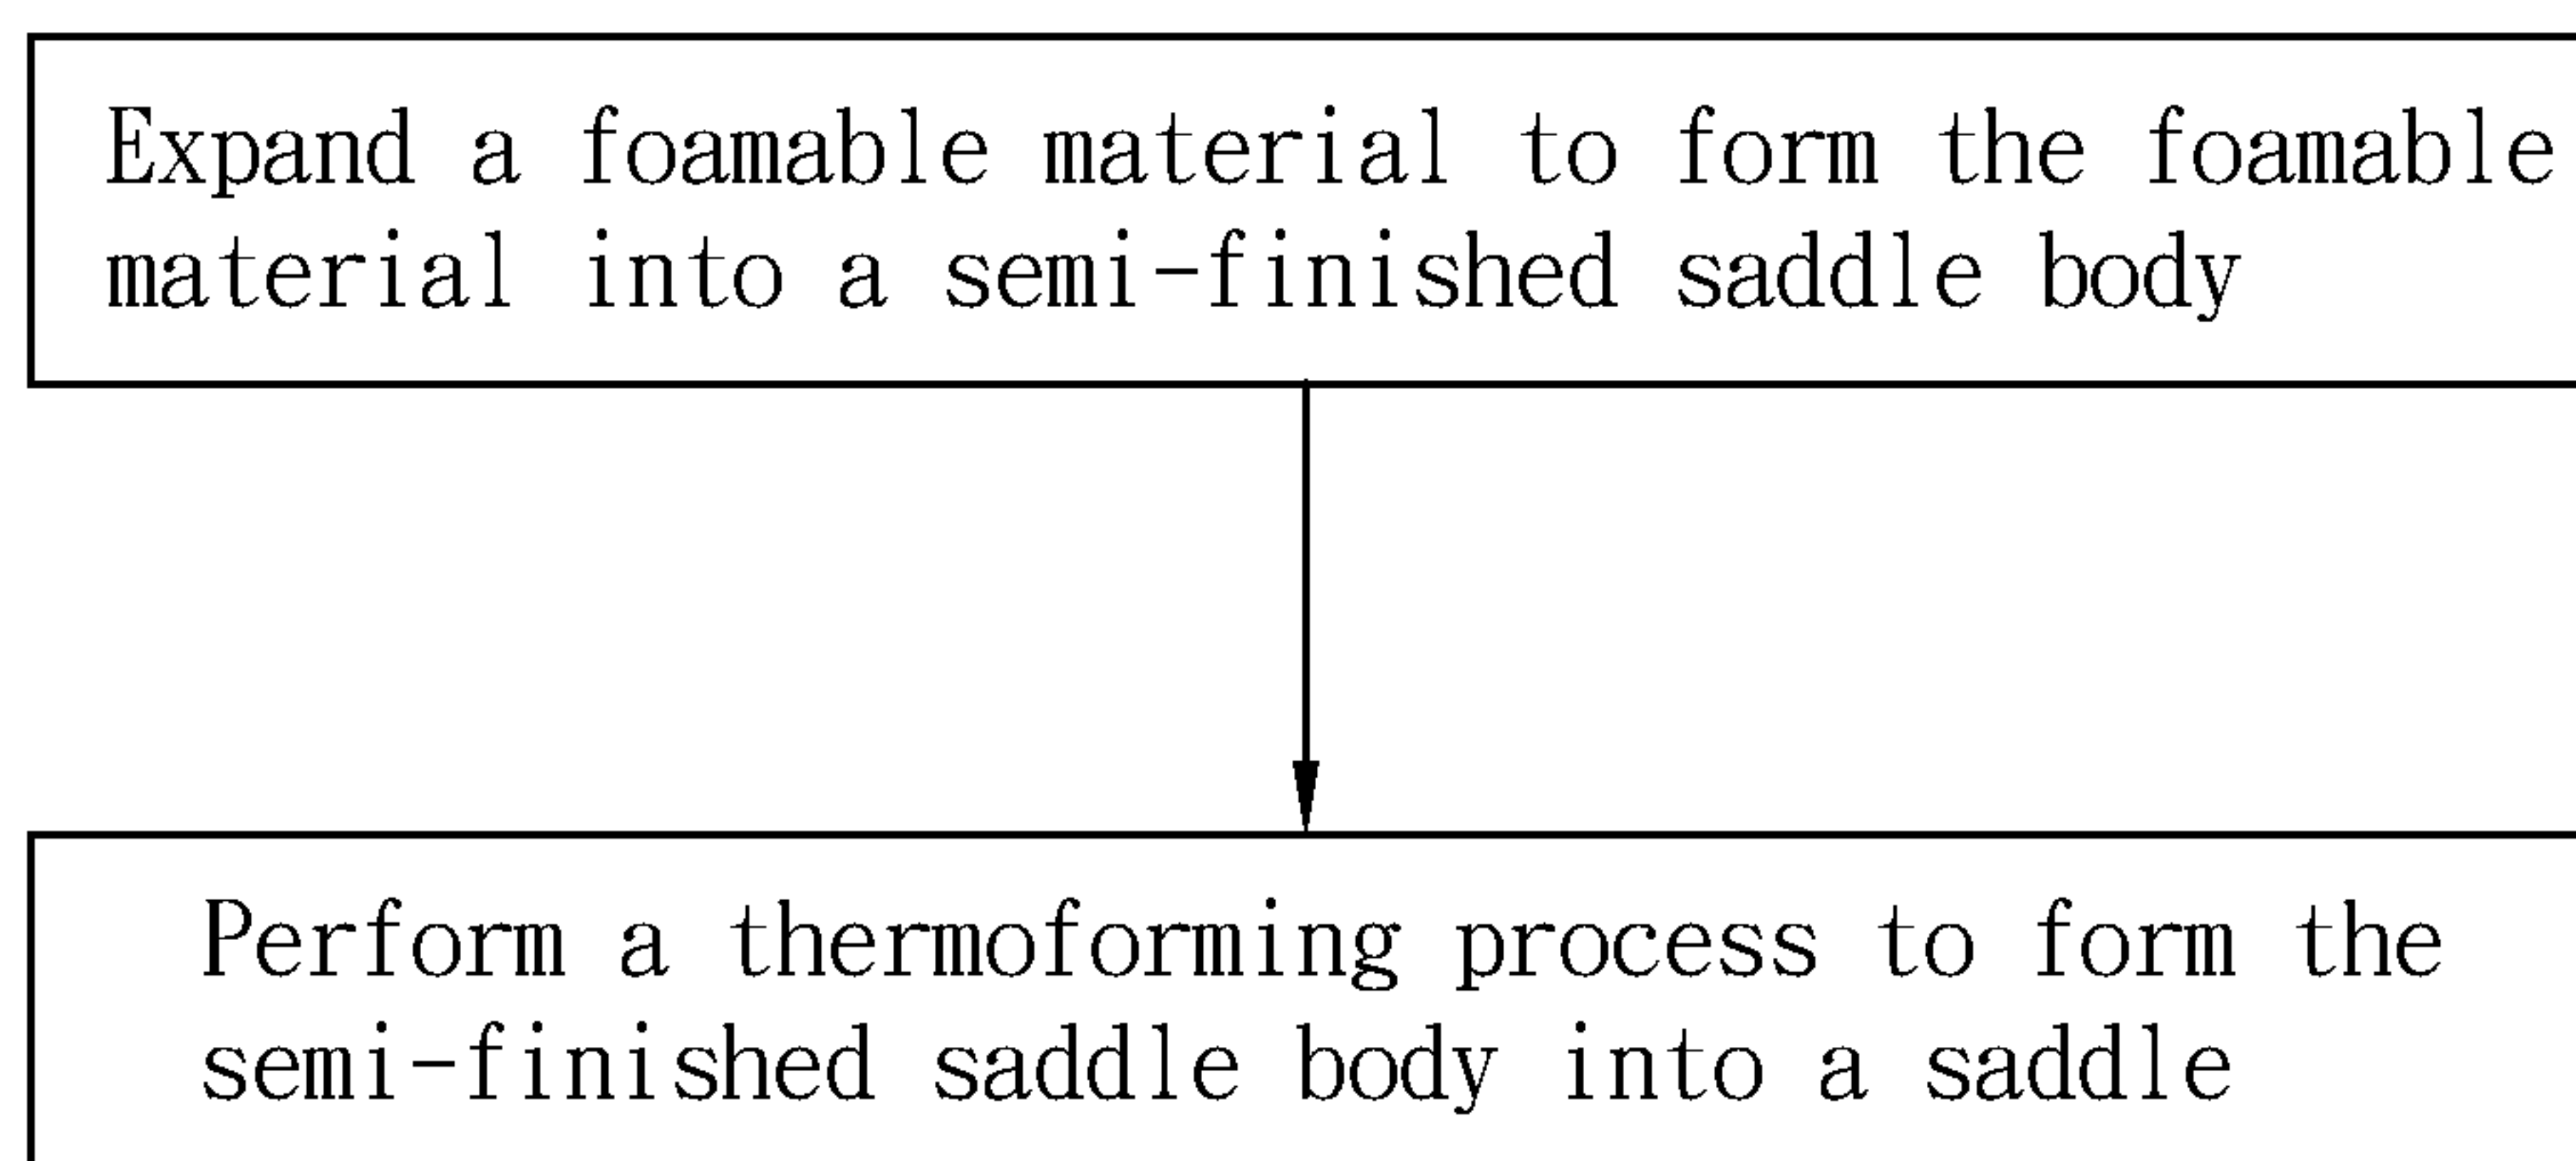 Expand a foamable material to form the foamable
material into a semi-finished saddle body
Perform a thermoforming process to form the
semi-finished saddle body into a saddle